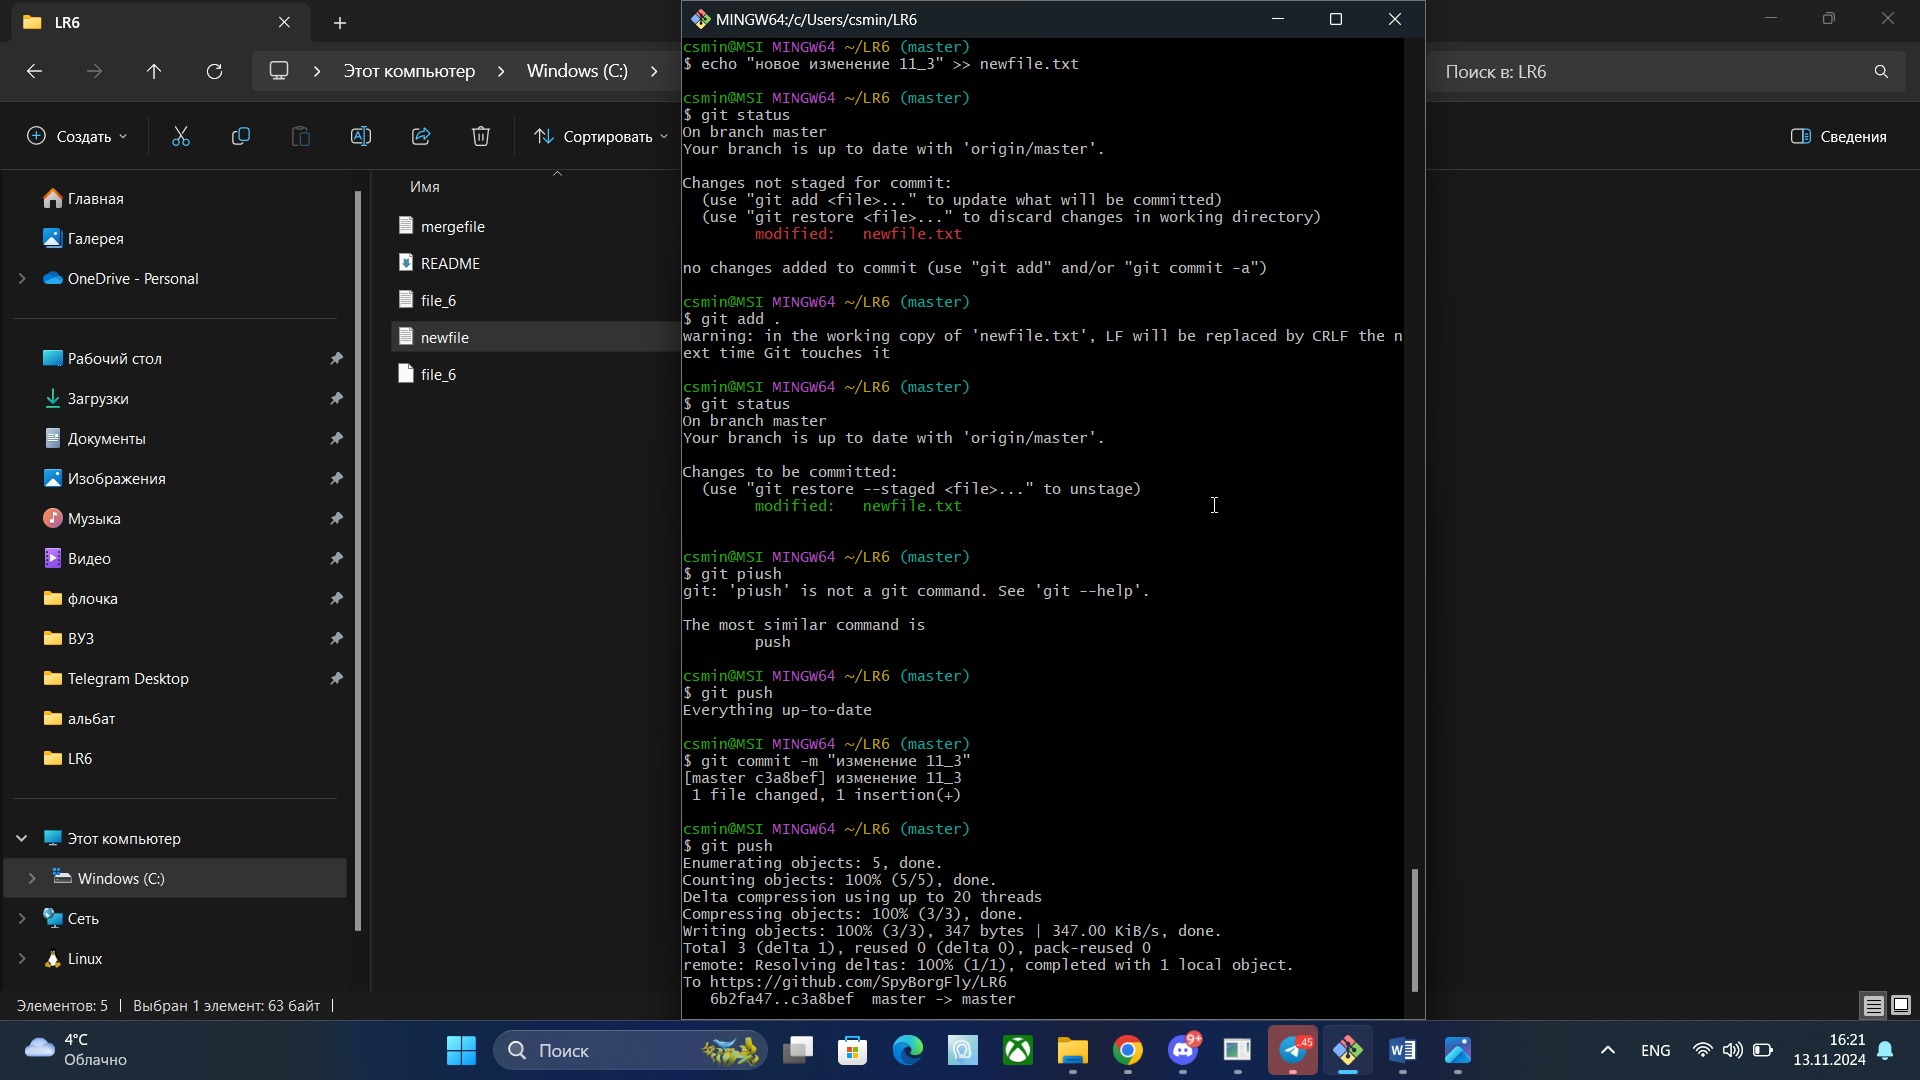 LR6
Этот компьютер
Windows (C:)
Поиск в: LR6
Создать
Сортировать
Сведения
Главная
Галерея
OneDrive - Personal
Рабочий стол
Загрузки
Документы
Изображения
Музыка
Видео
флочка
ВУЗ
Telegram Desktop
альбат
LR6
Этот компьютер
Windows (C:)
Сеть
Linux
Имя
mergefile
README
file_6
newfile
file_6
Элементов: 5
Выбран 1 элемент: 63 байт
MINGW64:/c/Users/csmin/LR6
csmin@MSI MINGW64 ~/LR6 (master)
$ echo "новое изменение 11_3" >> newfile.txt
csmin@MSI MINGW64 ~/LR6 (master)
$ git status
On branch master
Your branch is up to date with 'origin/master'.
Changes not staged for commit:
(use "git add <file>..." to update what will be committed)
(use "git restore <file>..." to discard changes in working directory)
modified: newfile.txt
no changes added to commit (use "git add" and/or "git commit -a")
csmin@MSI MINGW64 ~/LR6 (master)
$ git add .
warning: in the working copy of 'newfile.txt', LF will be replaced by CRLF the n
ext time Git touches it
csmin@MSI MINGW64 ~/LR6 (master)
$ git status
On branch master
Your branch is up to date with 'origin/master'.
Changes to be committed:
(use "git restore --staged <file>..." to unstage)
modified: newfile.txt
csmin@MSI MINGW64 ~/LR6 (master)
$ git piush
git: 'piush' is not a git command. See 'git --help'.
The most similar command is
push
csmin@MSI MINGW64 ~/LR6 (master)
$ git push
Everything up-to-date
csmin@MSI MINGW64 ~/LR6 (master)
$ git commit -m "изменение 11_3"
[master c3a8bef] изменение 11_3
1 file changed, 1 insertion(+)
csmin@MSI MINGW64 ~/LR6 (master)
$ git push
Enumerating objects: 5, done.
Counting objects: 100% (5/5), done.
Delta compression using up to 20 threads
Compressing objects: 100% (3/3), done.
Writing objects: 100% (3/3), 347 bytes | 347.00 KiB/s, done.
Total 3 (delta 1), reused 0 (delta 0), pack-reused 0
remote: Resolving deltas: 100% (1/1), completed with 1 local object.
To https://github.com/SpyBorgFly/LR6
6b2fa47..c3a8bef master -> master
4°C
Облачно
Поиск
9+
..45
ENG
16:21
13.11.2024